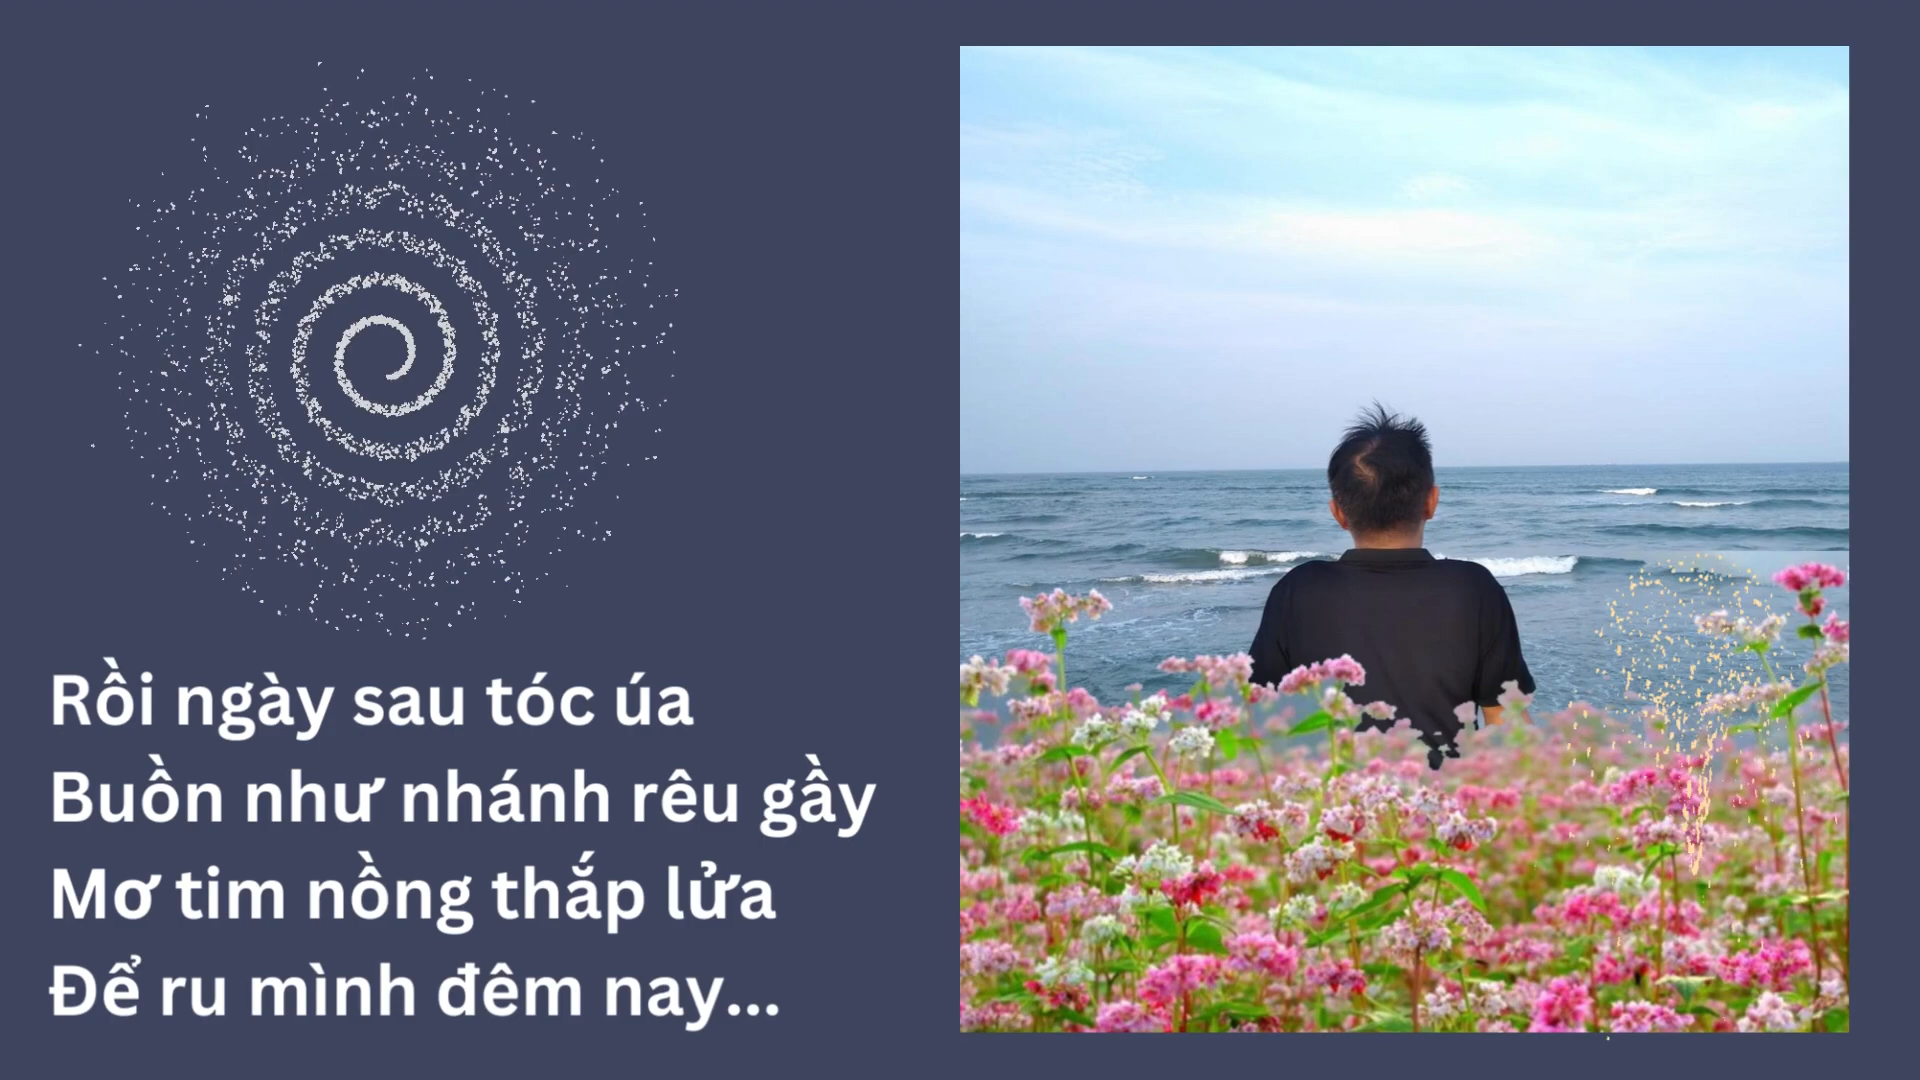 Rồi ngày sau tóc úa
Buồn như nhánh rêu gầy
Mơ tim nồng thắp lửa
Để ru mình đêm nay...